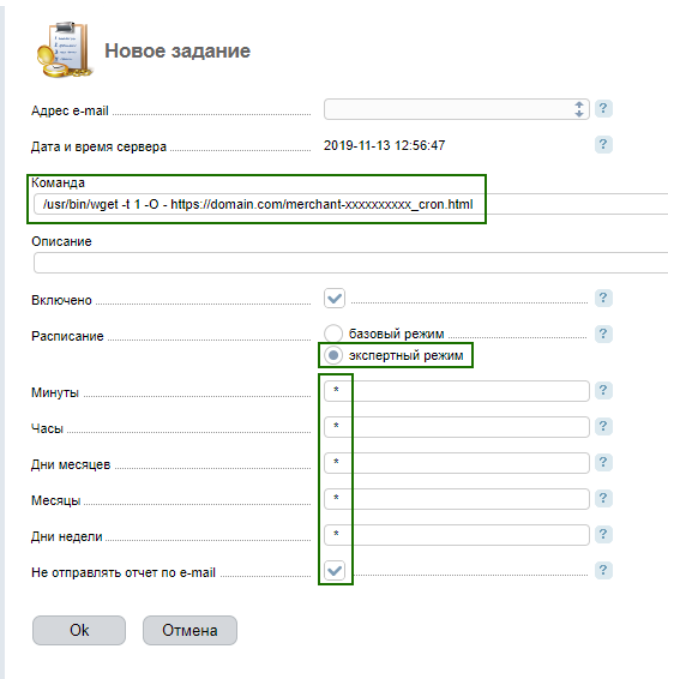 Новое задание
Адрес e-mail ?
Дата и время сервера 2019-11-13 12:56:47 ?
Команда
/usr/bin/wget -t 1 -O - https://domain.com/merchant-xxxxxxxxxx_cron.html
Описание
Включено ?
Расписание базовый режим ?
экспертный режим
Минуты * ?
Часы * ?
Дни месяцев * ?
Месяцы * ?
Дни недели * ?
Не отправлять отчет по e-mail ?
Ok Отмена